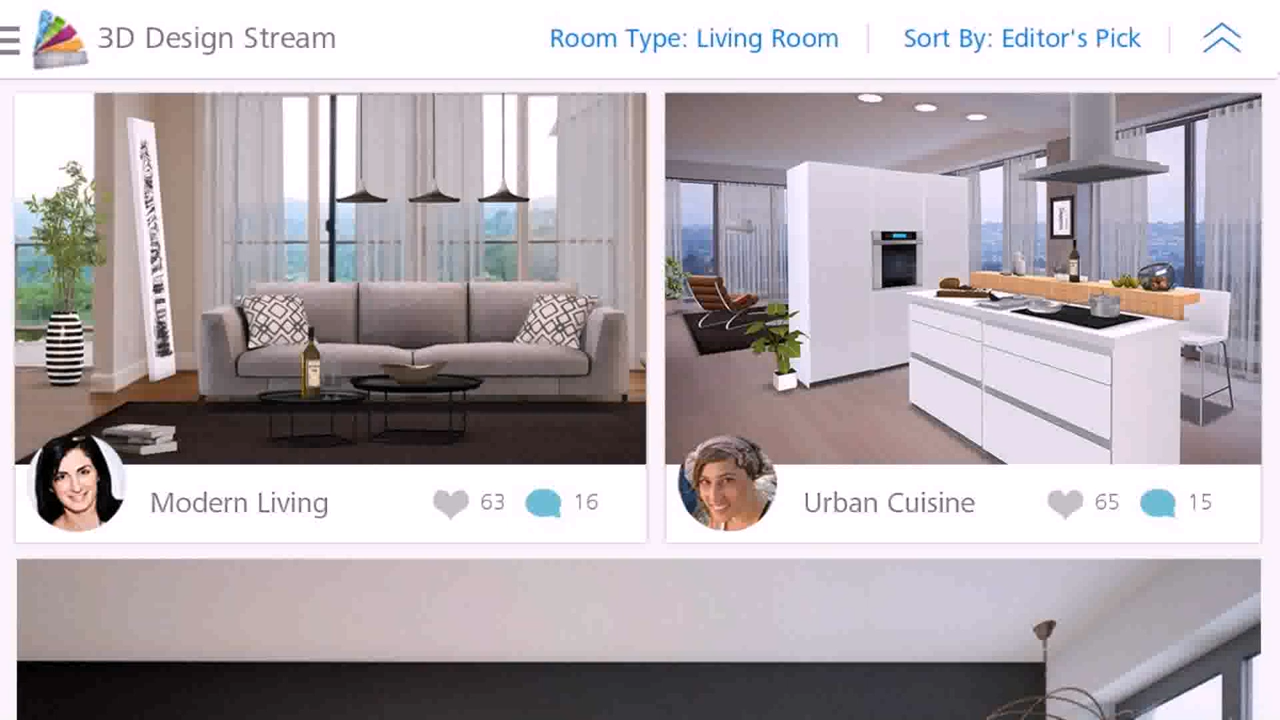 3D Design Stream
Room Type: Living Room
Sort By: Editor's Pick
Modern Living
63
16
Urban Cuisine
65
15